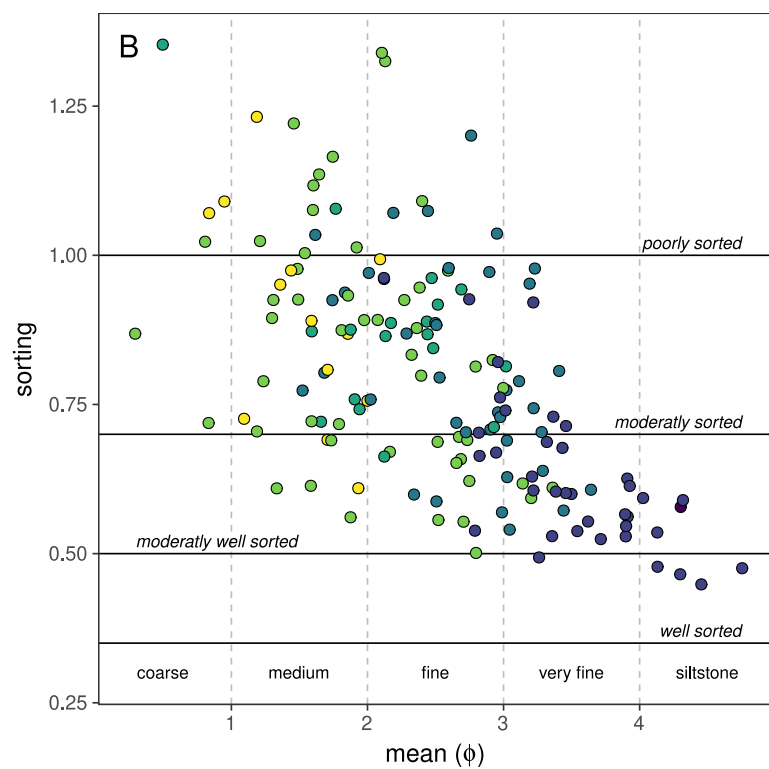 B
1.25
1.00
0.75
0.50
0.25
sorting
poorly sorted
moderatly sorted
moderatly well sorted
well sorted
coarse medium fine very fine siltstone
1 2 3 4
mean (ϕ)